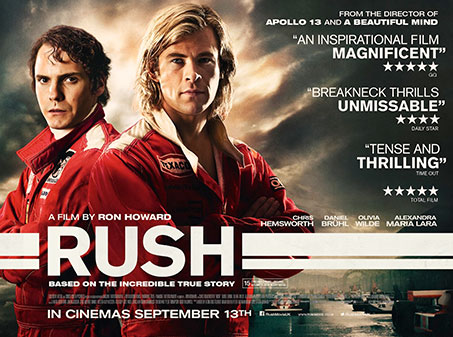 FROM THE DIRECTOR OF
APOLLO 13 AND A BEAUTIFUL MIND
"AN INSPIRATIONAL FILM
MAGNIFICENT"
★★★★★
GQ
"BREAKNECK THRILLS
UNMISSABLE"
★★★★
DAILY STAR
"TENSE AND
THRILLING"
TIME OUT
★★★★★
TOTAL FILM
A FILM BY RON HOWARD
CHRIS HEMSWORTH
DANIEL BRÜHL
OLIVIA WILDE
ALEXANDRA MARIA LARA
RUSH
BASED ON THE INCREDIBLE TRUE STORY
15
IN CINEMAS SEPTEMBER 13TH